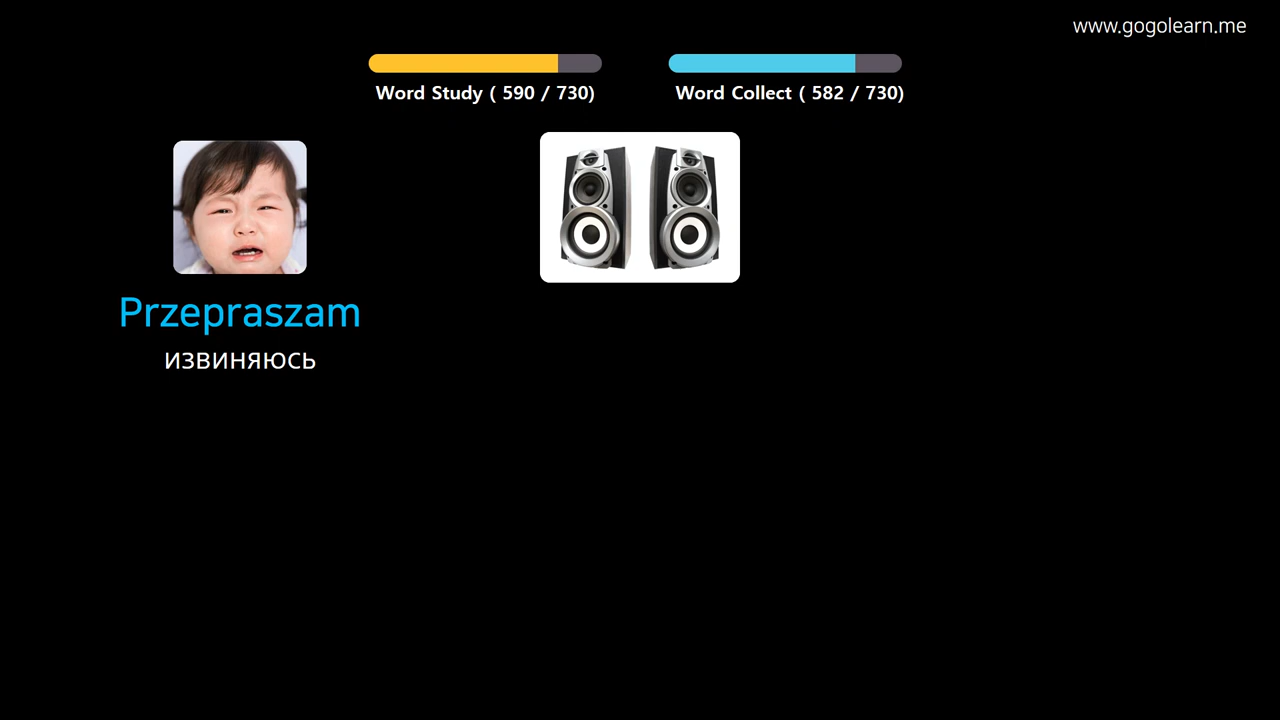 www.gogolearn.me
Word Study ( 590 / 730)
Word Collect ( 582 / 730)
Przepraszam
извиняюсь